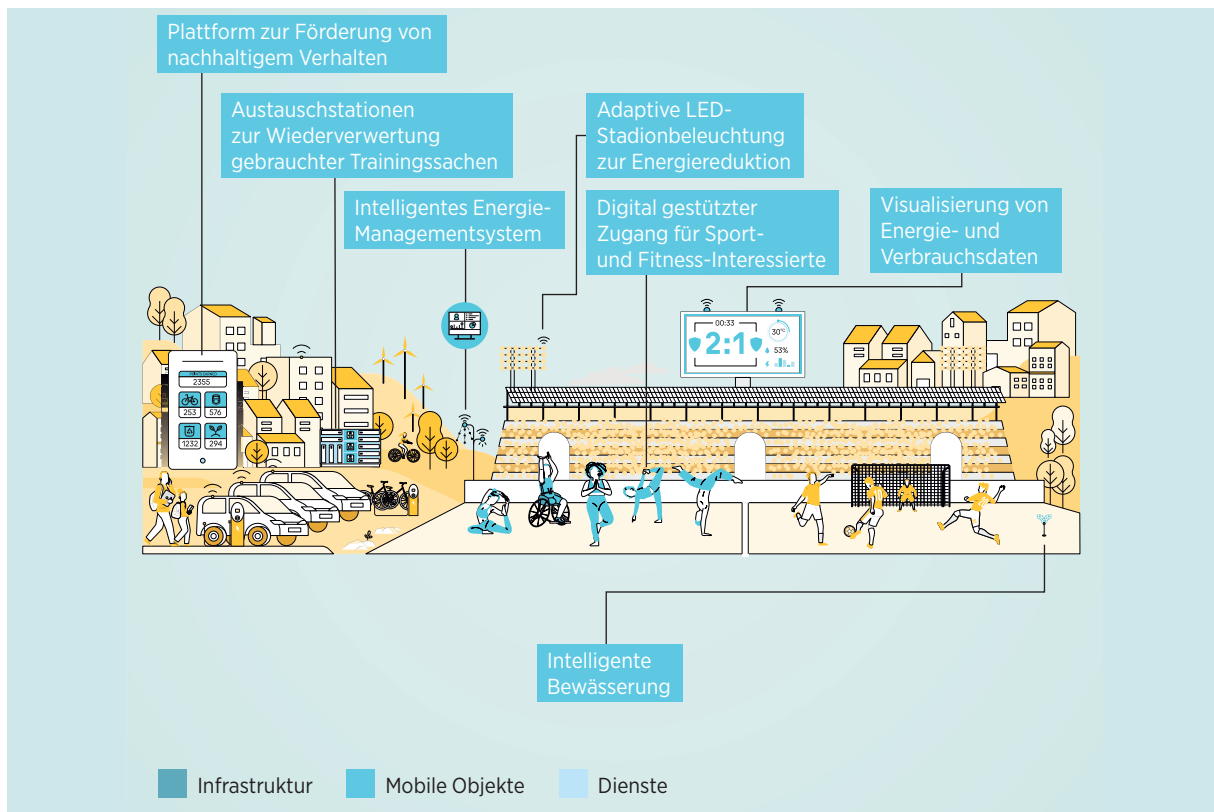 Plattform zur Förderung von
nachhaltigem Verhalten
Austauschstationen
zur Wiederverwertung
gebrauchter Trainingssachen
Adaptive LED-
Stadionbeleuchtung
zur Energiereduktion
Intelligentes Energie-
Managementsystem
Digital gestützter
Zugang für Sport-
und Fitness-Interessierte
Visualisierung von
Energie- und
Verbrauchsdaten
00:33
2:1
30°C
53%
POINTS EARNED
2355
253
576
1232
294
Intelligente
Bewässerung
Infrastruktur
Mobile Objekte
Dienste